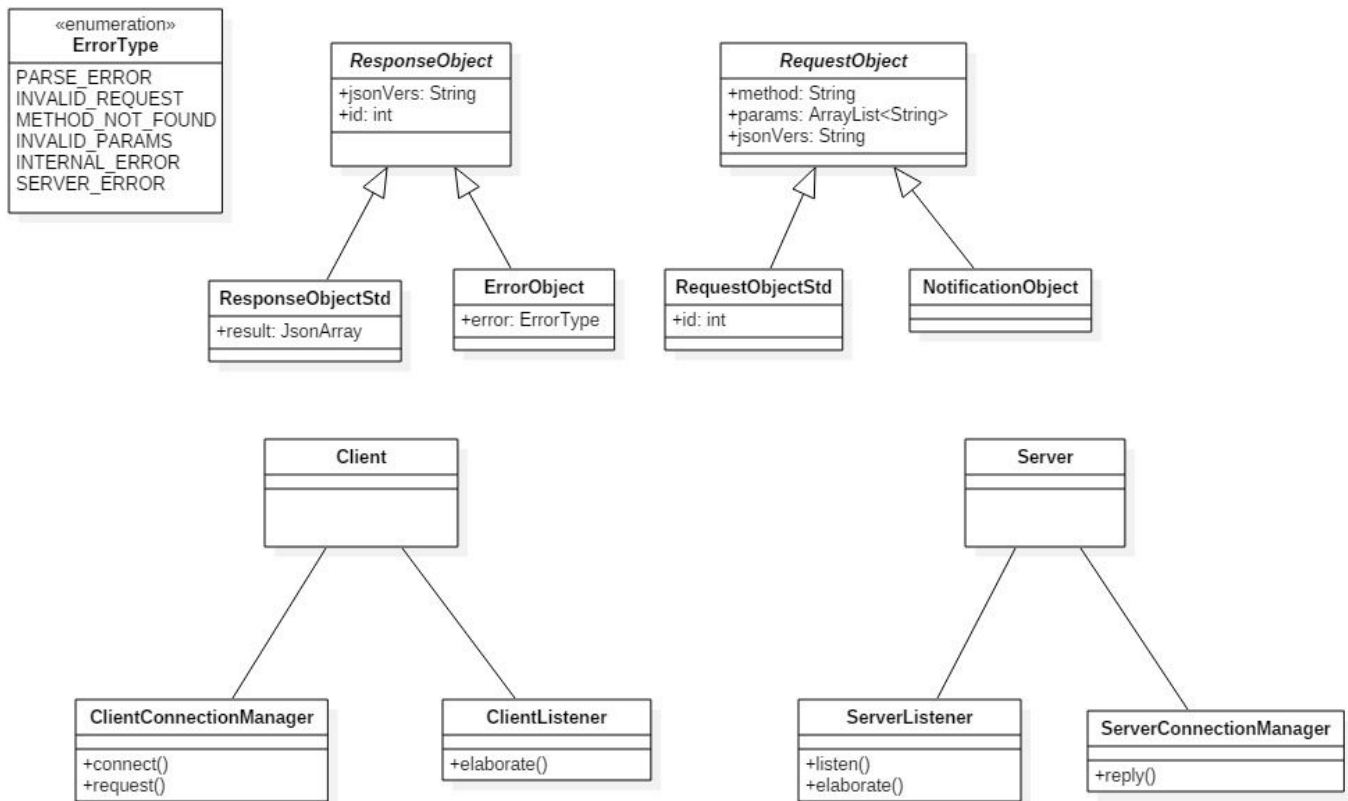 «enumeration»
ErrorType
PARSE_ERROR
INVALID_REQUEST
METHOD_NOT_FOUND
INVALID_PARAMS
INTERNAL_ERROR
SERVER_ERROR
ResponseObject
+jsonVers: String
+id: int
RequestObject
+method: String
+params: ArrayList<String>
+jsonVers: String
ResponseObjectStd
+result: JsonArray
ErrorObject
+error: ErrorType
RequestObjectStd
+id: int
NotificationObject
Client
Server
ClientConnectionManager
+connect()
+request()
ClientListener
+elaborate()
ServerListener
+listen()
+elaborate()
ServerConnectionManager
+reply()